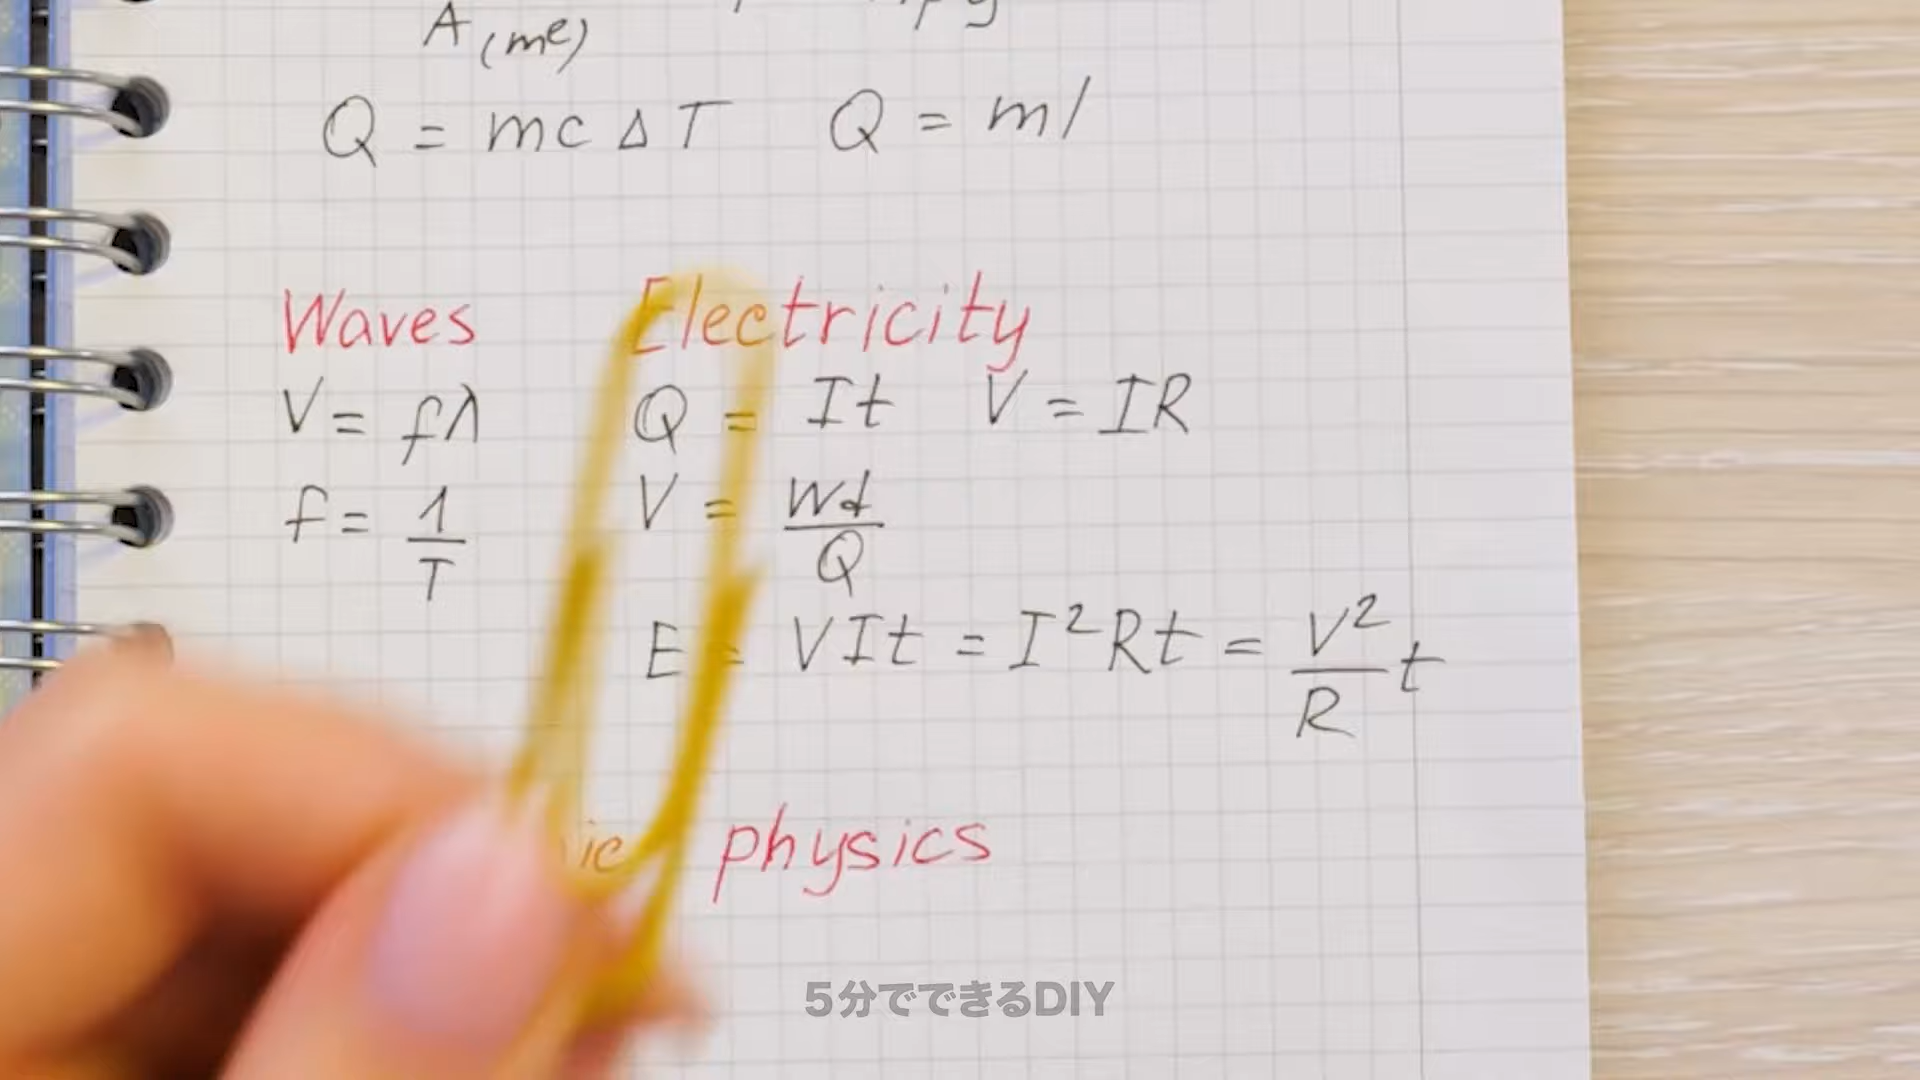 A(me)
Q = mc Δ T Q = ml
Waves Electricity
V = fλ Q = It V = IR
f = 1/T V = Wd/Q
E = VIt = I²Rt = V²/R t
physics
5分でできるDIY